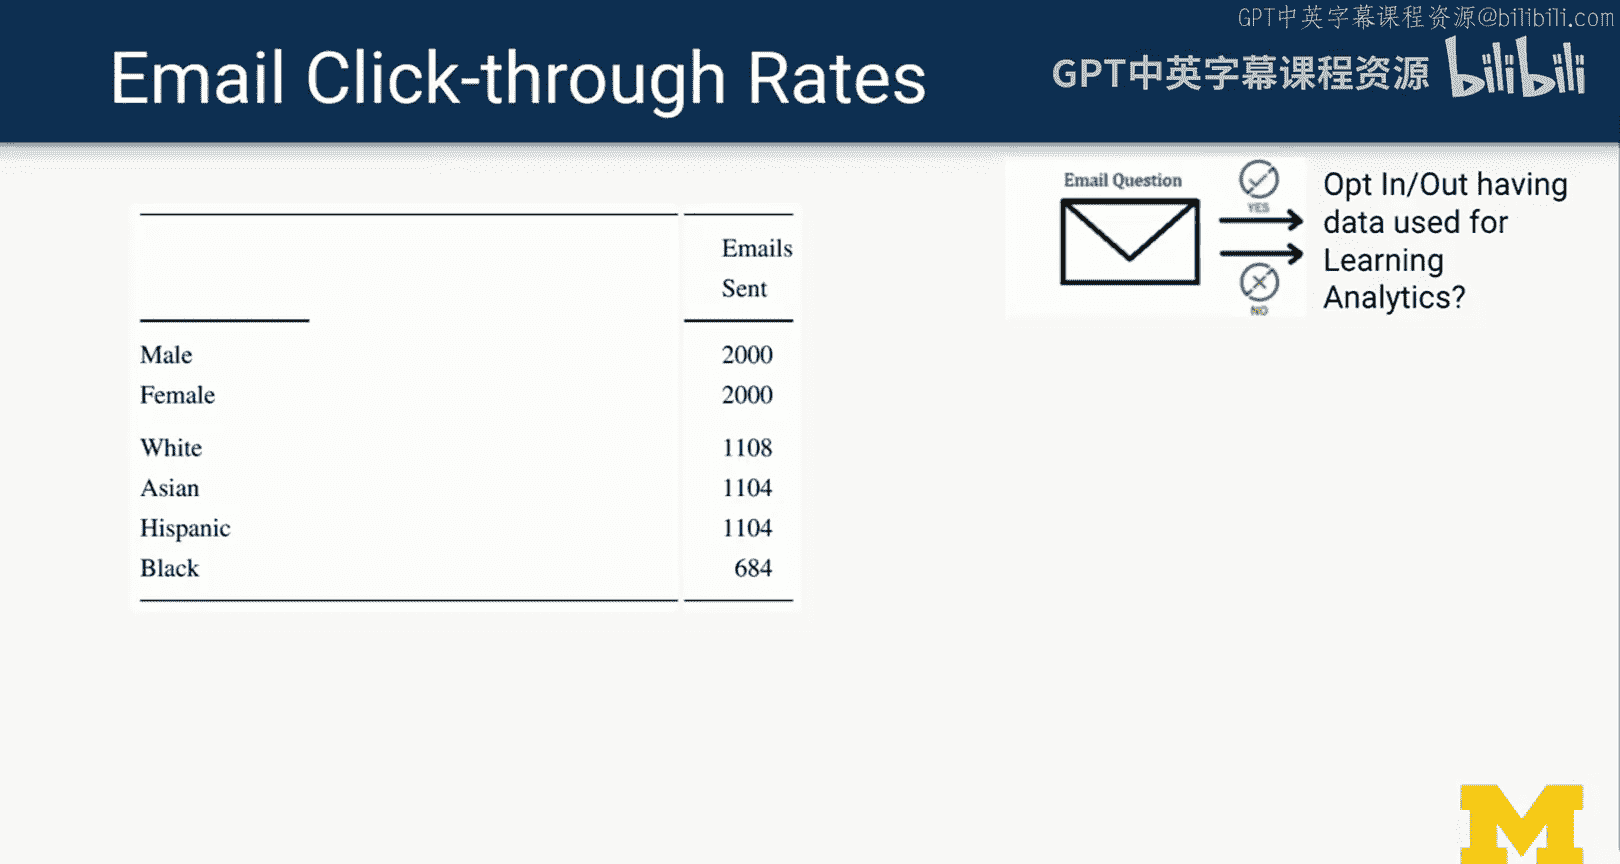 GPT中英字幕课程资源@bilibili.com
Email Click-through Rates
GPT中英字幕课程资源 bilibili
Email Question
YES
NO
Opt In/Out having
data used for
Learning
Analytics?
Emails
Sent
Male 2000
Female 2000
White 1108
Asian 1104
Hispanic 1104
Black 684
M